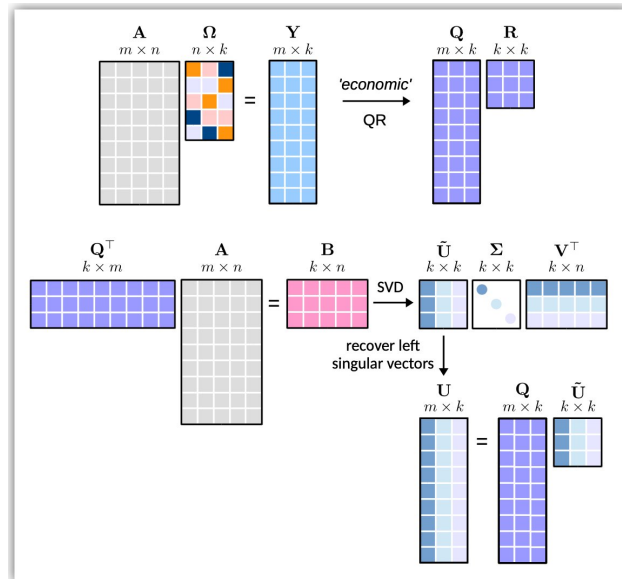 A Ω Y Q R
m × n n × k m × k m × k k × k
= 'economic'
QR
Q⊤ A B Ũ Σ V⊤
k × m m × n k × n k × k k × k k × n
= SVD
recover left
singular vectors
U Q Ũ
m × k m × k k × k
=